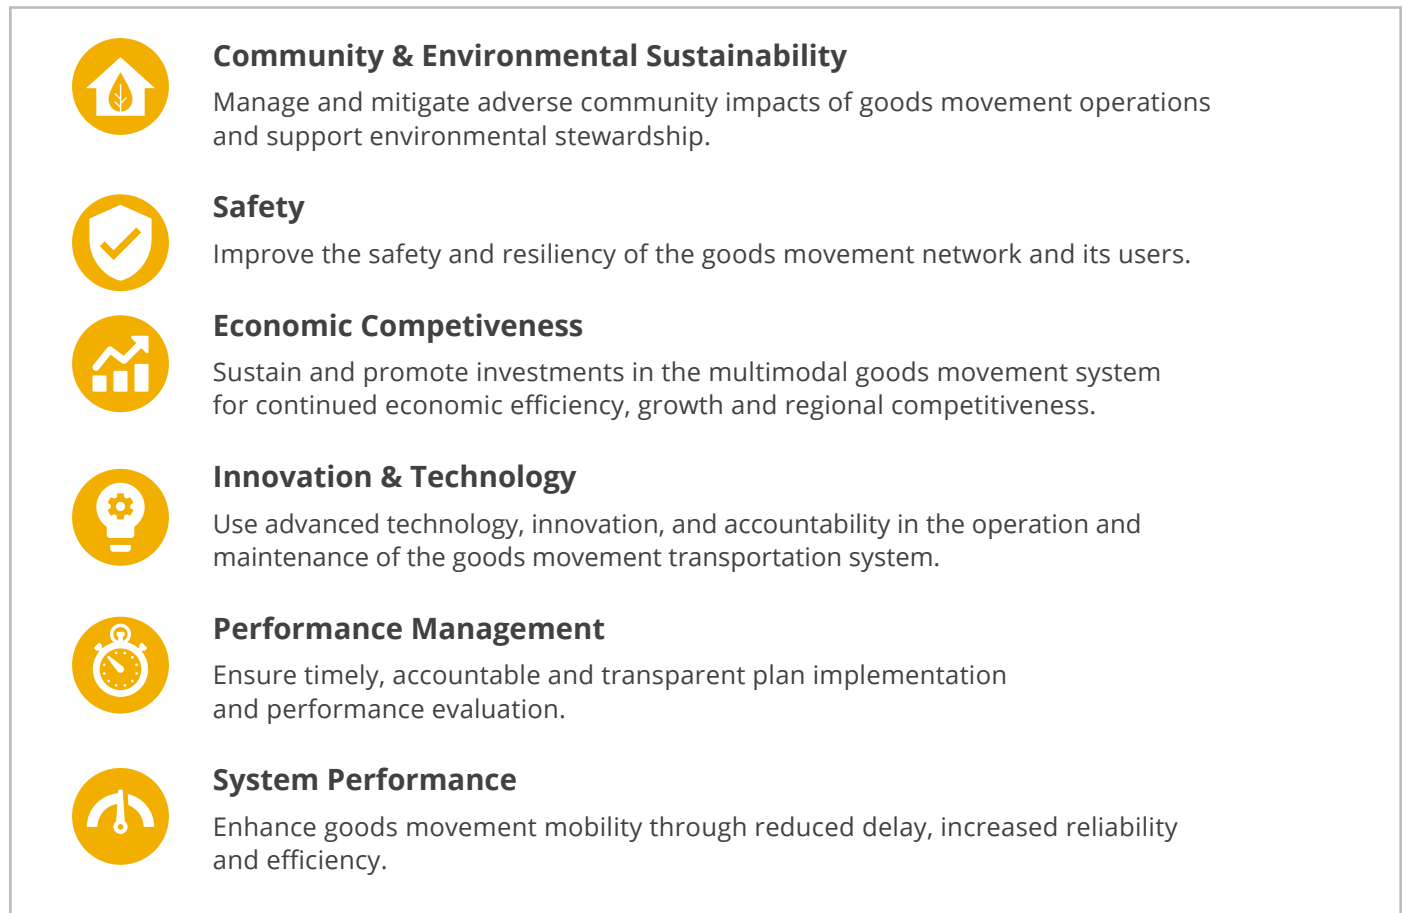 Community & Environmental Sustainability
Manage and mitigate adverse community impacts of goods movement operations
and support environmental stewardship.
Safety
Improve the safety and resiliency of the goods movement network and its users.
Economic Competiveness
Sustain and promote investments in the multimodal goods movement system
for continued economic efficiency, growth and regional competitiveness.
Innovation & Technology
Use advanced technology, innovation, and accountability in the operation and
maintenance of the goods movement transportation system.
Performance Management
Ensure timely, accountable and transparent plan implementation
and performance evaluation.
System Performance
Enhance goods movement mobility through reduced delay, increased reliability
and efficiency.